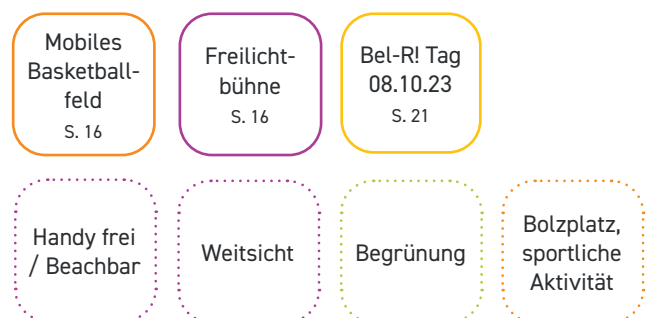 Mobiles
Basketball-
feld
S. 16
Freilicht-
bühne
S. 16
Bel-R! Tag
08.10.23
S. 21
Handy frei
/ Beachbar
Weitsicht
Begrünung
Bolzplatz,
sportliche
Aktivität